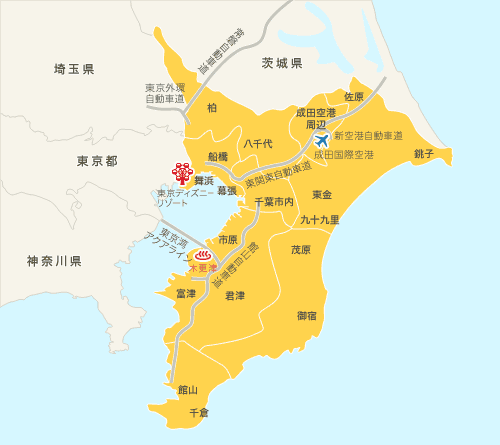 埼玉県
常磐自動車道
茨城県
東京外環
自動車道
柏
佐原
成田空港
周辺
新空港自動車道
八千代
船橋
成田国際空港
銚子
東京都
舞浜
東関東自動車道
東京ディズニー
リゾート
幕張
千葉市内
東金
九十九里
東京湾
アクアライン
市原
館山自動車道
茂原
神奈川県
木更津
富津
君津
御宿
館山
千倉